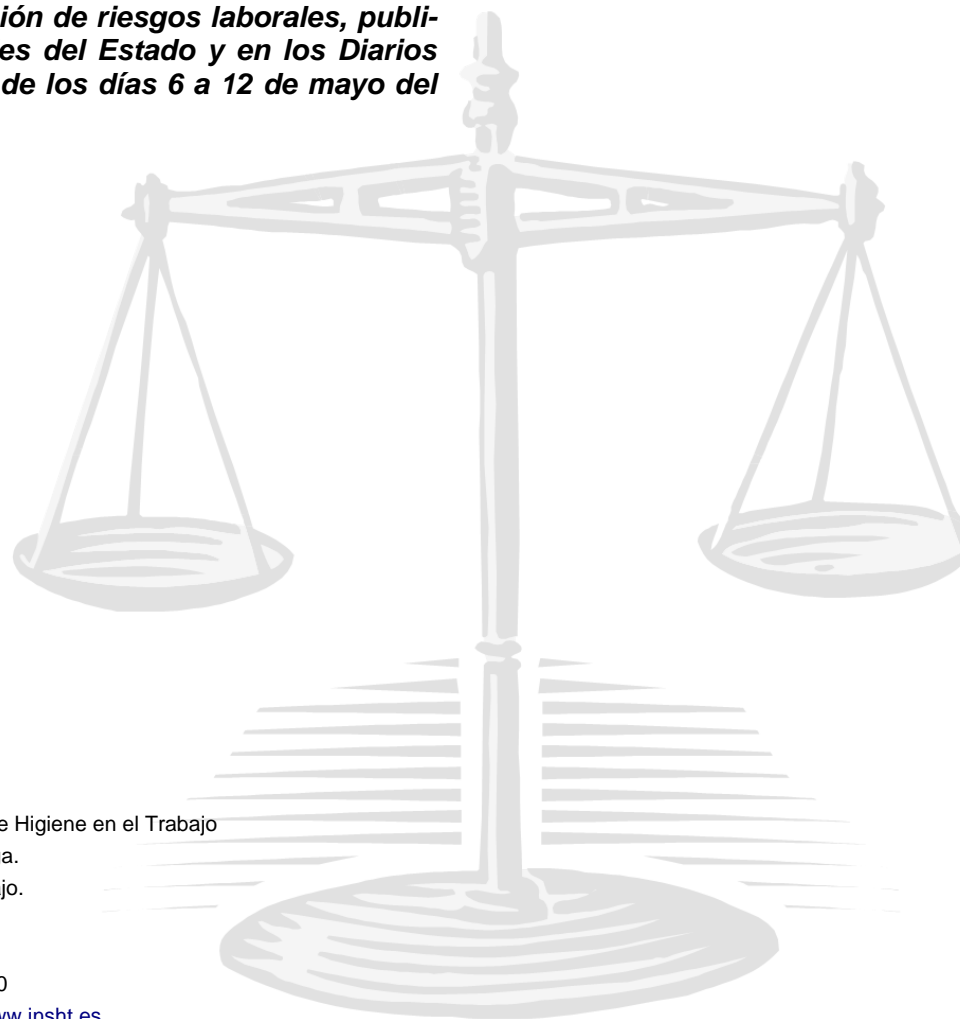 ión de riesgos laborales, publi-
es del Estado y en los Diarios
de los días 6 a 12 de mayo del
e Higiene en el Trabajo
a.
jo.
0
w.insht.es